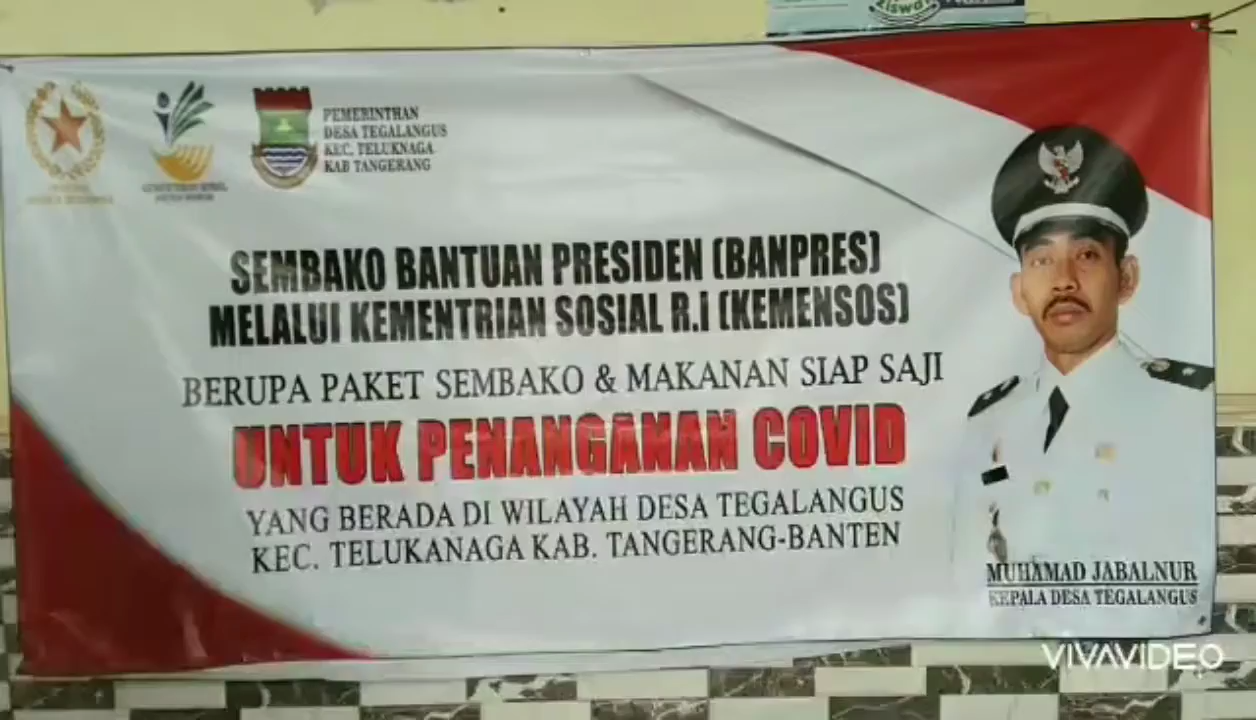 Ziswaf
PEMERINTHAN
DESA TEGALANGUS
KEC. TELUKNAGA
KAB TANGERANG
SEMBAKO BANTUAN PRESIDEN (BANPRES)
MELALUI KEMENTRIAN SOSIAL R.I (KEMENSOS)
BERUPA PAKET SEMBAKO & MAKANAN SIAP SAJI
UNTUK PENANGANAN COVID
YANG BERADA DI WILAYAH DESA TEGALANGUS
KEC. TELUKANAGA KAB. TANGERANG-BANTEN
MUHAMAD JABALNUR
KEPALA DESA TEGALANGUS
VIVAVIDEO